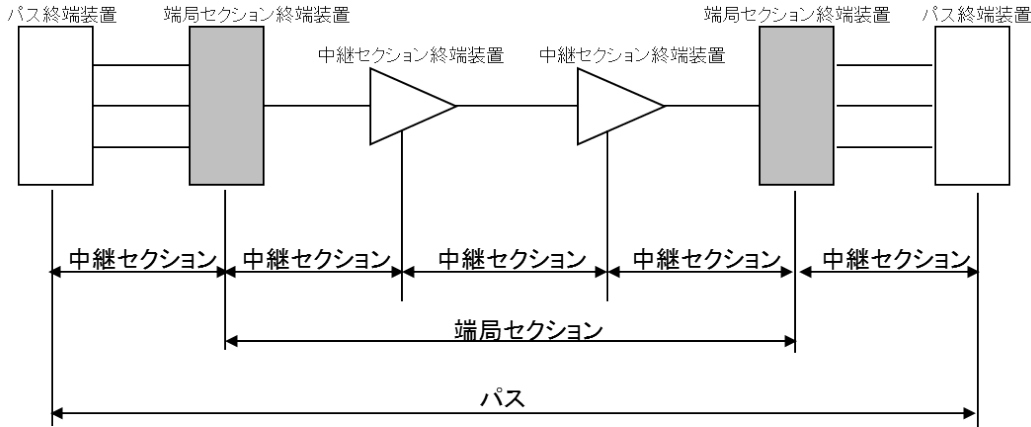 パス終端装置
端局セクション終端装置
中継セクション終端装置
中継セクション終端装置
端局セクション終端装置
パス終端装置
中継セクション
中継セクション
中継セクション
中継セクション
中継セクション
端局セクション
パス